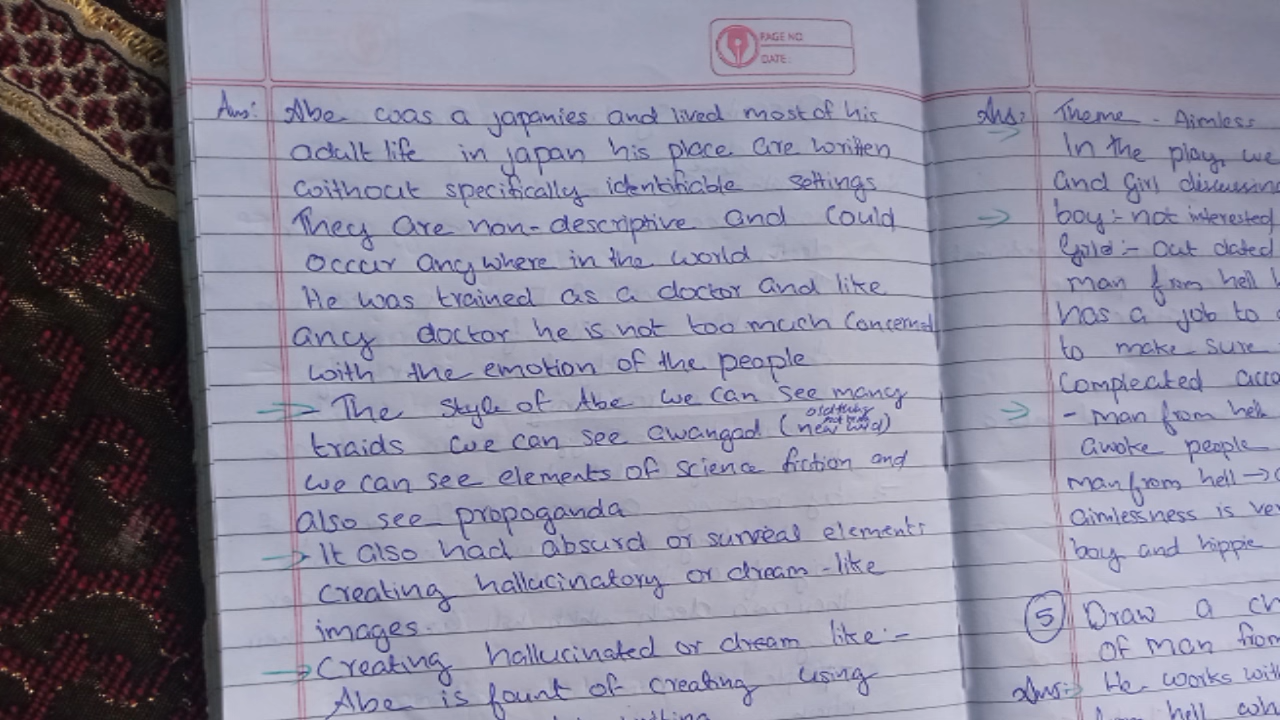 PAGE NO.
DATE:
Ans: Abe was a japanies and lived most of his
adult life in japan his place are written
without specifically identifiable settings
They are non-descriptive and could
occur anywhere in the world
He was trained as a doctor and like
any doctor he is not too much concerned
with the emotion of the people
→ - The style of Abe we can see many
traids we can see awangad (new
we can see elements of science fiction and
also see propoganda
→ It also had absurd or surreal elements
creating hallucinatory or dream-like
images.
→ Creating hallucinated or dream like:-
Abe is fount of creating using
Ans: Theme - Aimless
In the play, we
and Girl discussing
→ boy:- not interested
Girls:- out dated
man from hell
has a job to
to make sure
compleated acco
→ - man from hell
awoke people
man from hell →
aimlessness is ver
boy and hippie
5 Draw a ch
of man from
Ans:- He works with
hell wh